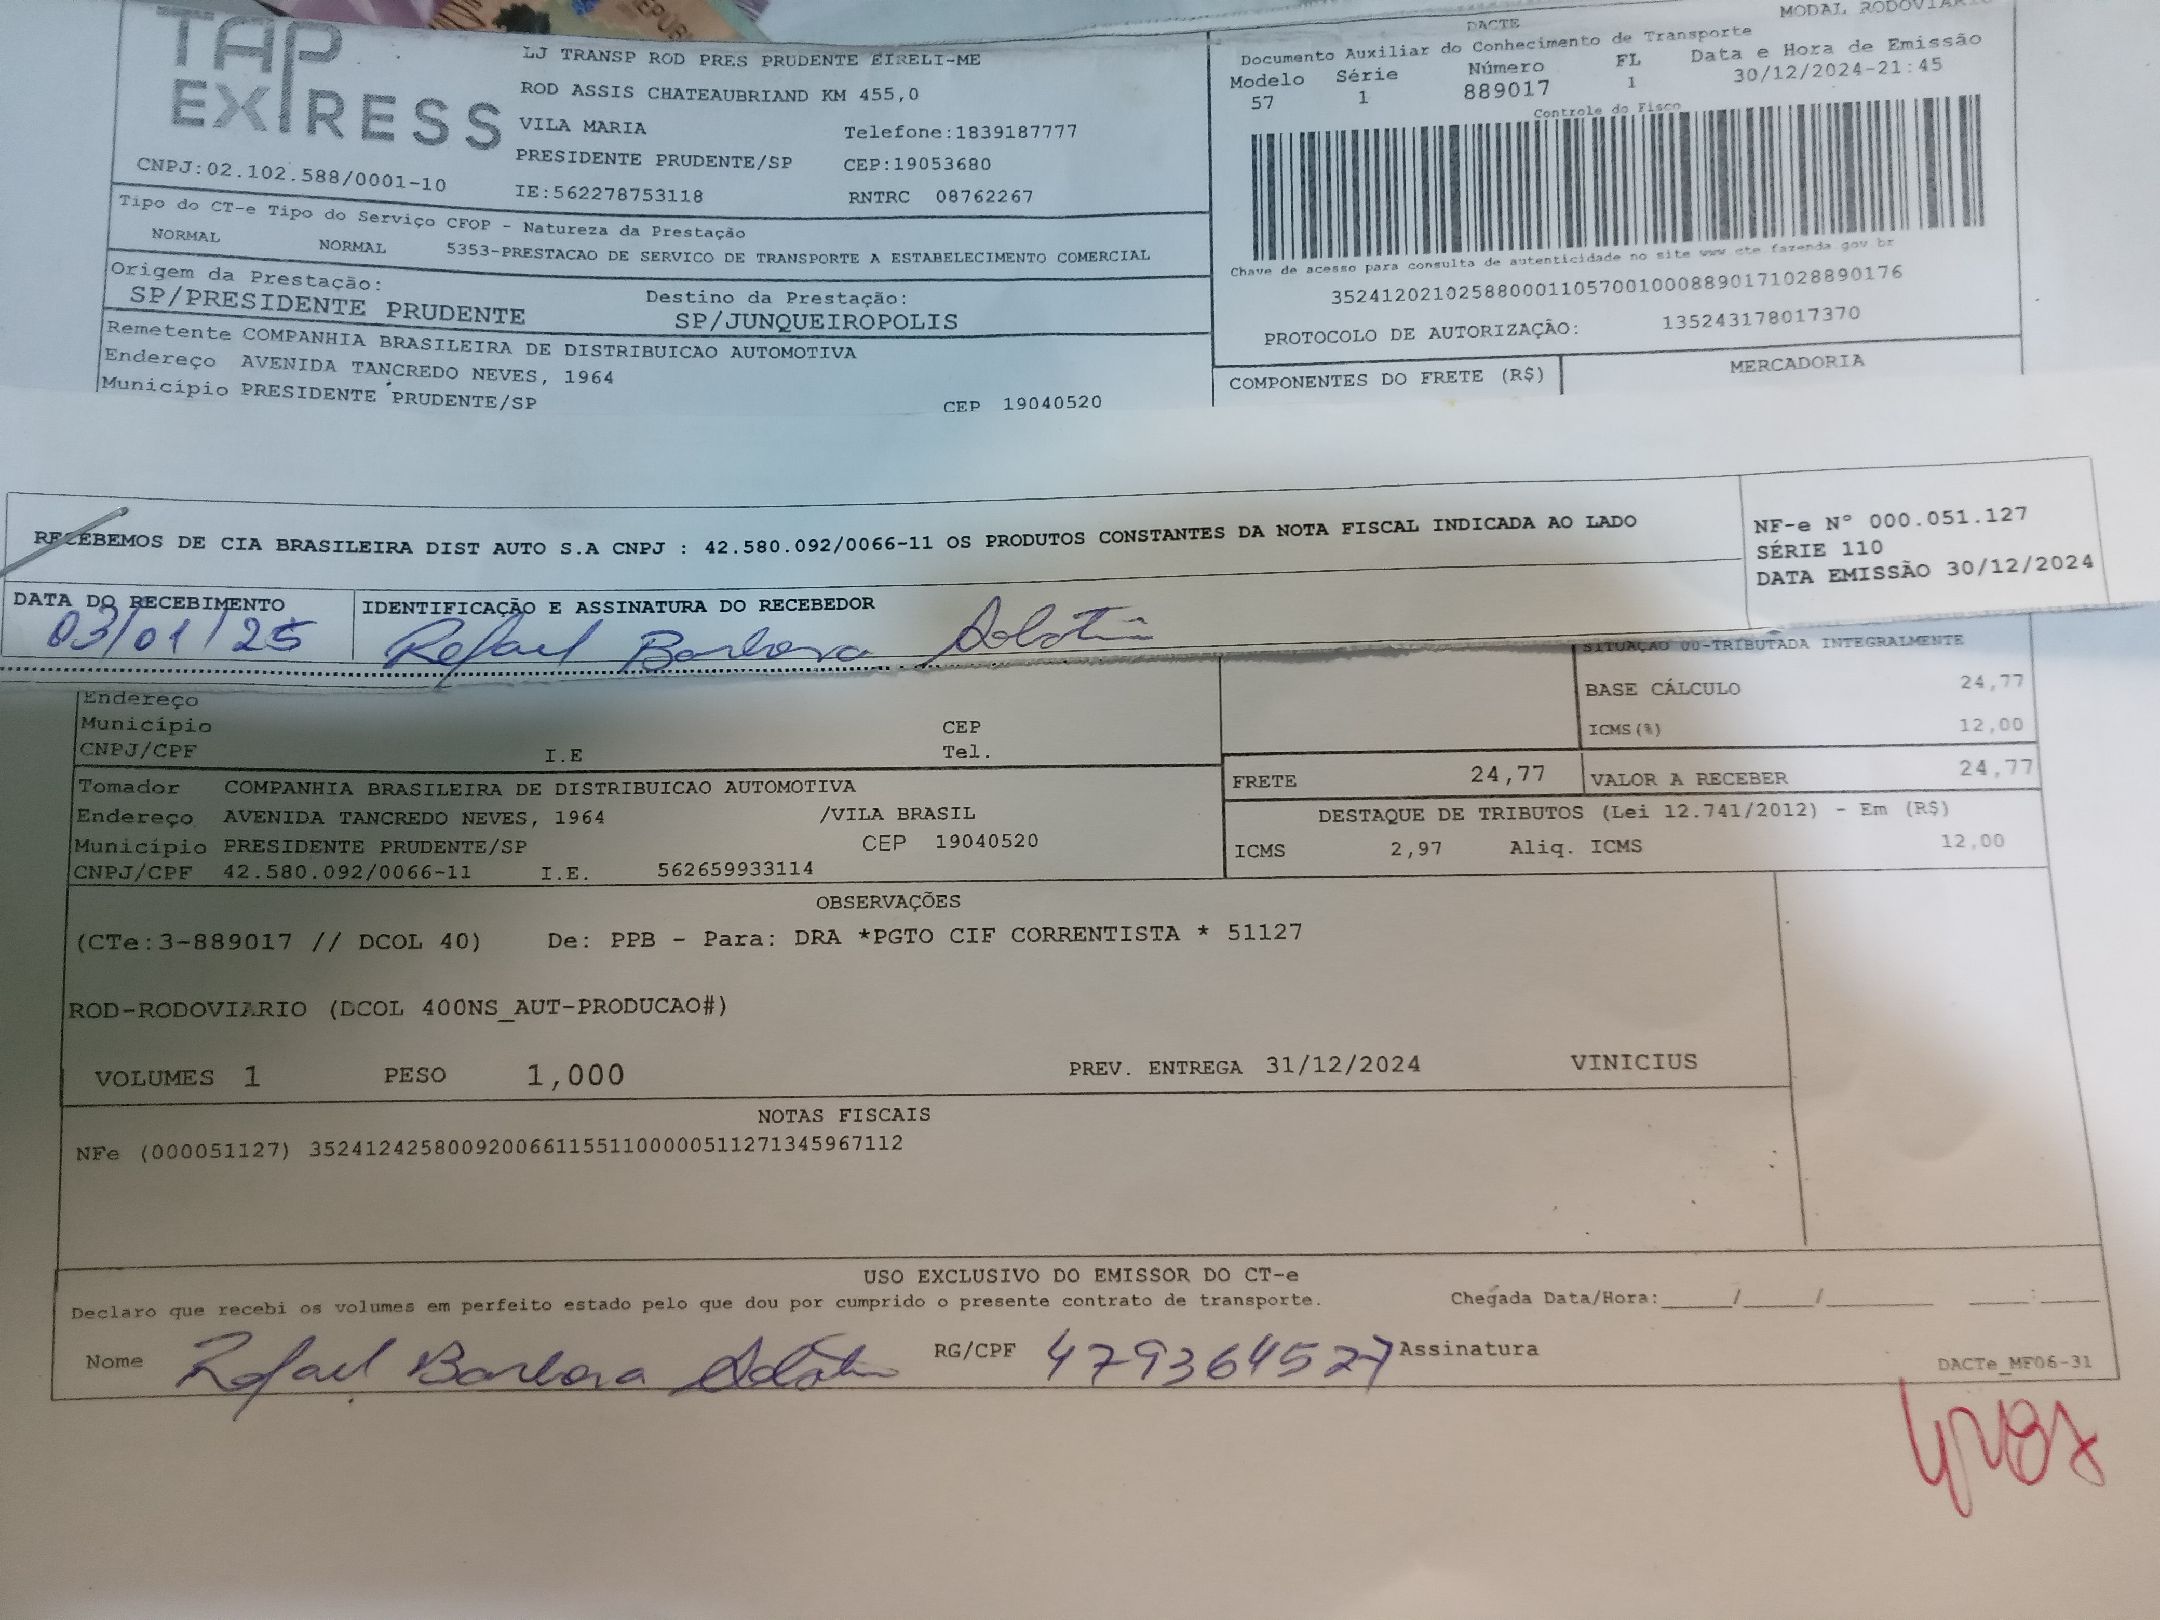 TAP
EXPRESS
CNPJ:02.102.588/0001-10
LJ TRANSP ROD PRES PRUDENTE EIRELI-ME
ROD ASSIS CHATEAUBRIAND KM 455,0
VILA MARIA Telefone:1839187777
PRESIDENTE PRUDENTE/SP CEP:19053680
IE:562278753118 RNTRC 08762267
MODAL RODOVIARIO
DACTE
Documento Auxiliar do Conhecimento de Transporte
Modelo Série Número FL Data e Hora de Emissão
57 1 889017 1 30/12/2024-21:45
Controle do Fisco
Chave de acesso para consulta de autenticidade no site www cte.fazenda.gov br
35241202102588000110570010008890171028890176
PROTOCOLO DE AUTORIZAÇÃO: 135243178017370
Tipo do CT-e Tipo do Serviço CFOP - Natureza da Prestação
NORMAL NORMAL 5353-PRESTACAO DE SERVICO DE TRANSPORTE A ESTABELECIMENTO COMERCIAL
Origem da Prestação: Destino da Prestação:
SP/PRESIDENTE PRUDENTE SP/JUNQUEIROPOLIS
Remetente COMPANHIA BRASILEIRA DE DISTRIBUICAO AUTOMOTIVA
Endereço AVENIDA TANCREDO NEVES, 1964
Município PRESIDENTE PRUDENTE/SP CEP 19040520
COMPONENTES DO FRETE (R$) MERCADORIA
RECEBEMOS DE CIA BRASILEIRA DIST AUTO S.A CNPJ : 42.580.092/0066-11 OS PRODUTOS CONSTANTES DA NOTA FISCAL INDICADA AO LADO
NF-e N° 000.051.127
SÉRIE 110
DATA EMISSÃO 30/12/2024
DATA DO RECEBIMENTO IDENTIFICAÇÃO E ASSINATURA DO RECEBEDOR
03/01/25 Rafael Barbora
SITUAÇÃO 00-TRIBUTADA INTEGRALMENTE
Endereço
Município CEP
CNPJ/CPF I.E Tel.
BASE CÁLCULO 24,77
ICMS(%) 12,00
FRETE 24,77 VALOR A RECEBER 24,77
Tomador COMPANHIA BRASILEIRA DE DISTRIBUICAO AUTOMOTIVA
Endereço AVENIDA TANCREDO NEVES, 1964 /VILA BRASIL
Município PRESIDENTE PRUDENTE/SP CEP 19040520
CNPJ/CPF 42.580.092/0066-11 I.E. 562659933114
DESTAQUE DE TRIBUTOS (Lei 12.741/2012) - Em (R$)
ICMS 2,97 Aliq. ICMS 12,00
OBSERVAÇÕES
(CTe:3-889017 // DCOL 40) De: PPB - Para: DRA *PGTO CIF CORRENTISTA * 51127
ROD-RODOVIARIO (DCOL 400NS_AUT-PRODUCAO#)
VOLUMES 1 PESO 1,000 PREV. ENTREGA 31/12/2024 VINICIUS
NOTAS FISCAIS
NFe (000051127) 35241242580092006611551100000511271345967112
USO EXCLUSIVO DO EMISSOR DO CT-e
Declaro que recebi os volumes em perfeito estado pelo que dou por cumprido o presente contrato de transporte. Chegada Data/Hora:_____/_____/________ ____:____
Nome Rafael Barbora RG/CPF 479364527 Assinatura
DACTe_MF06-31